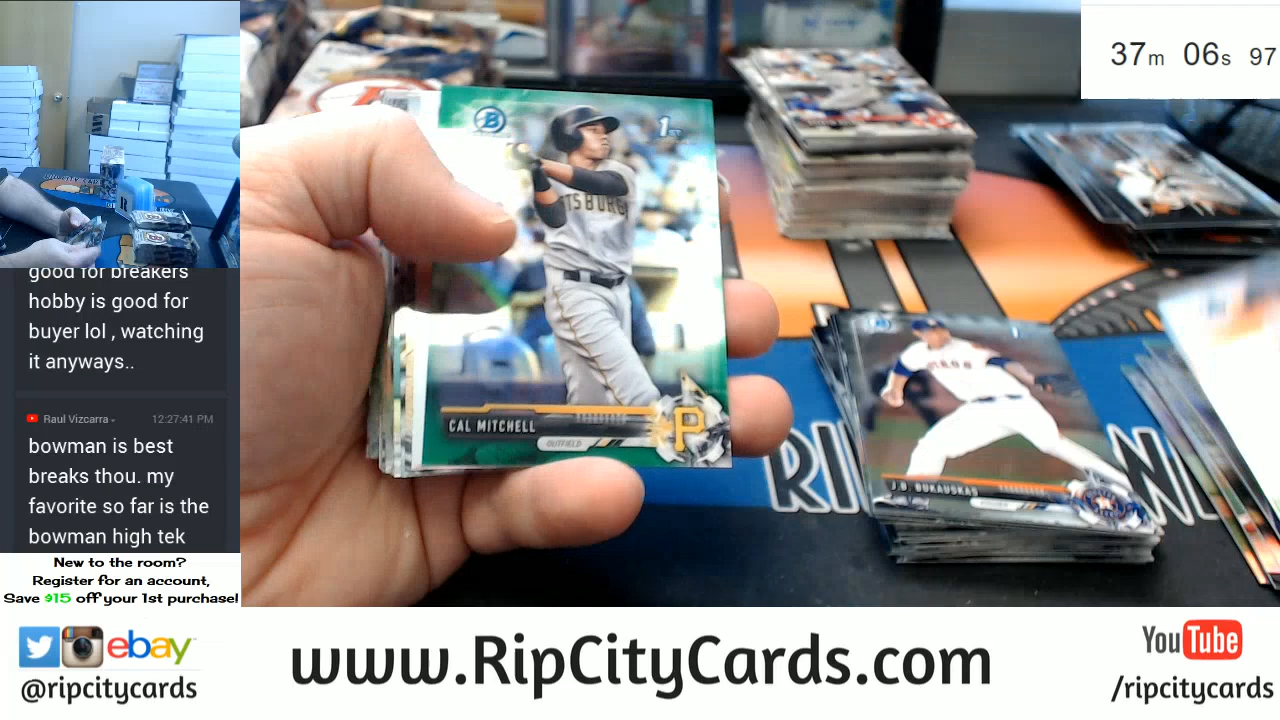 37m 06s 97
good for breakers
hobby is good for
buyer lol , watching
it anyways..
Raul Vizcarra 12:27:41 PM
bowman is best
breaks thou. my
favorite so far is the
bowman high tek
New to the room?
Register for an account,
Save $15 off your 1st purchase!
B
1st
TSBURG
CAL MITCHELL
OUTFIELD
P
J.B. BUKAUSKAS
RI
N
ebay
@ripcitycards
www.RipCityCards.com
YouTube
/ripcitycards